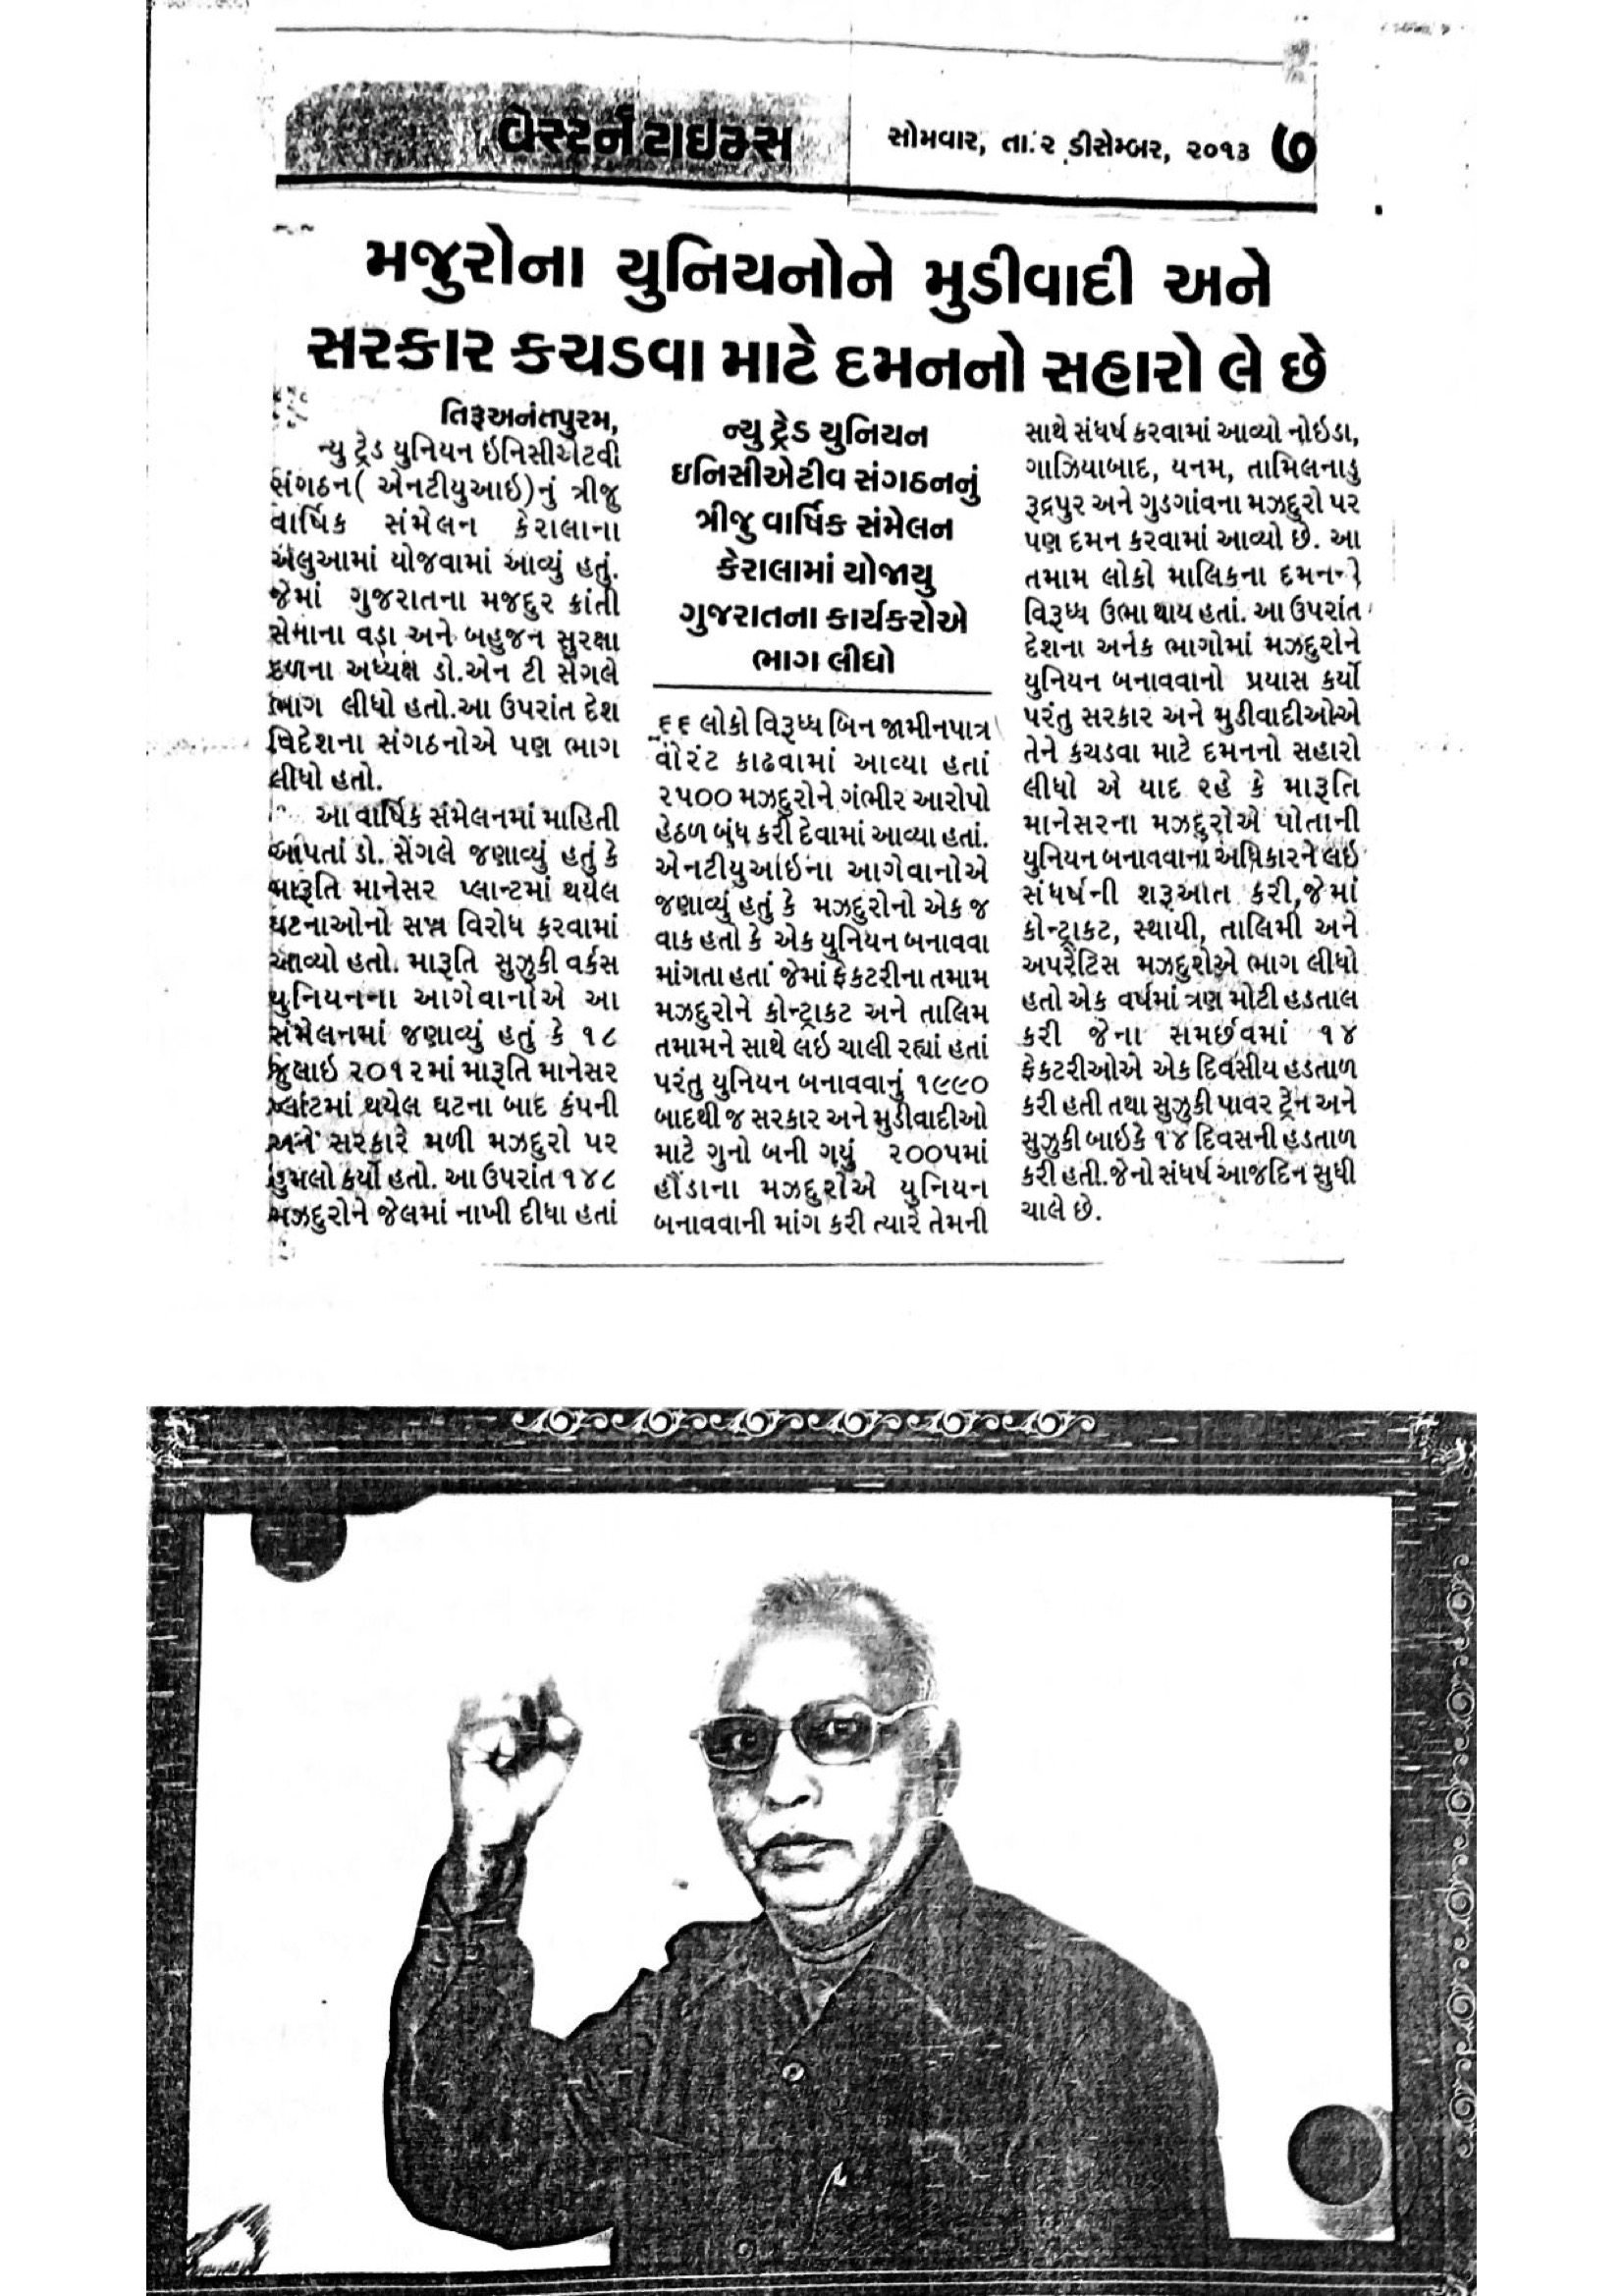 વેસ્ટર્ન ટાઇમ્સ
સોમવાર, તા.૨ ડીસેમ્બર, ૨૦૧૩ ૭
મજુરોના યુનિયનોને મુડીવાદી અને
સરકાર કચડવા માટે દમનનો સહારો લે છે
તિરૂઅનંતપુરમ,
ન્યુ ટ્રેડ યુનિયન ઇનિસીએટવી
સંગઠન( એનટીયુઆઇ)નું ત્રીજુ
વાર્ષિક સંમેલન કેરાલાના
અલુઆમાં યોજવામાં આવ્યું હતું.
જેમાં ગુજરાતના મજદુર ક્રાંતી
સેનાના વડા અને બહુજન સુરક્ષા
દળના અધ્યક્ષ ડો.એન ટી સેંગલે
ભાગ લીધો હતો.આ ઉપરાંત દેશ
વિદેશના સંગઠનોએ પણ ભાગ
લીધો હતો.
આ વાર્ષિક સંમેલનમાં માહિતી
આપતાં ડો. સેંગલે જણાવ્યું હતું કે
મારૂતિ માનેસર પ્લાન્ટમાં થયેલ
ઘટનાઓનો સખ્ન વિરોધ કરવામાં
આવ્યો હતો. મારૂતિ સુઝુકી વર્કસ
યુનિયનના આગેવાનોએ આ
સંમેલનમાં જણાવ્યું હતું કે ૧૮
જુલાઇ ૨૦૧૨માં મારૂતિ માનેસર
પ્લાંટમાં થયેલ ઘટના બાદ કંપની
અને સરકારે મળી મઝદુરો પર
હુમલો કર્યો હતો. આ ઉપરાંત ૧૪૮
મઝદુરોને જેલમાં નાખી દીધા હતાં
ન્યુ ટ્રેડ યુનિયન
ઇનિસીએટીવ સંગઠનનું
ત્રીજુ વાર્ષિક સંમેલન
કેરાલામાં યોજાયુ
ગુજરાતના કાર્યકરોએ
ભાગ લીધો
૬૬ લોકો વિરૂધ્ધ બિન જામીનપાત્ર
વોરંટ કાઢવામાં આવ્યા હતાં
૨૫૦૦ મઝદુરોને ગંભીર આરોપો
હેઠળ બંધ કરી દેવામાં આવ્યા હતાં.
એનટીયુઆઇના આગેવાનોએ
જણાવ્યું હતું કે મઝદુરોનો એક જ
વાક હતો કે એક યુનિયન બનાવવા
માંગતા હતાં જેમાં ફેકટરીના તમામ
મઝદુરોને કોન્ટ્રાકટ અને તાલિમ
તમામને સાથે લઇ ચાલી રહ્યાં હતાં
પરંતુ યુનિયન બનાવવાનું ૧૯૯૦
બાદથી જ સરકાર અને મુડીવાદીઓ
માટે ગુનો બની ગયું ૨૦૦૫માં
હોંડાના મઝદુરોએ યુનિયન
બનાવવાની માંગ કરી ત્યારે તેમની
સાથે સંઘર્ષ કરવામાં આવ્યો નોઇડા,
ગાઝિયાબાદ, યનમ, તામિલનાડુ
રૂદ્રપુર અને ગુડગાંવના મઝદુરો પર
પણ દમન કરવામાં આવ્યો છે. આ
તમામ લોકો માલિકના દમનનો
વિરૂધ્ધ ઉભા થાય હતાં. આ ઉપરાંત
દેશના અનેક ભાગોમાં મઝદુરોને
યુનિયન બનાવવાનો પ્રયાસ કર્યો
પરંતુ સરકાર અને મુડીવાદીઓએ
તેને કચડવા માટે દમનનો સહારો
લીધો એ યાદ રહે કે મારૂતિ
માનેસરના મઝદુરોએ પોતાની
યુનિયન બનાવવાના અધિકારને લઇ
સંઘર્ષની શરૂઆત કરી,જેમાં
કોન્ટ્રાકટ, સ્થાયી, તાલિમી અને
અપરેંટિસ મઝદુરોએ ભાગ લીધો
હતો એક વર્ષમાં ત્રણ મોટી હડતાલ
કરી જેના સમર્થનમાં ૧૪
ફેકટરીઓએ એક દિવસીય હડતાળ
કરી હતી તથા સુઝુકી પાવર ટ્રેન અને
સુઝુકી બાઇકે ૧૪ દિવસની હડતાળ
કરી હતી.જેનો સંઘર્ષ આજદિન સુધી
ચાલે છે.